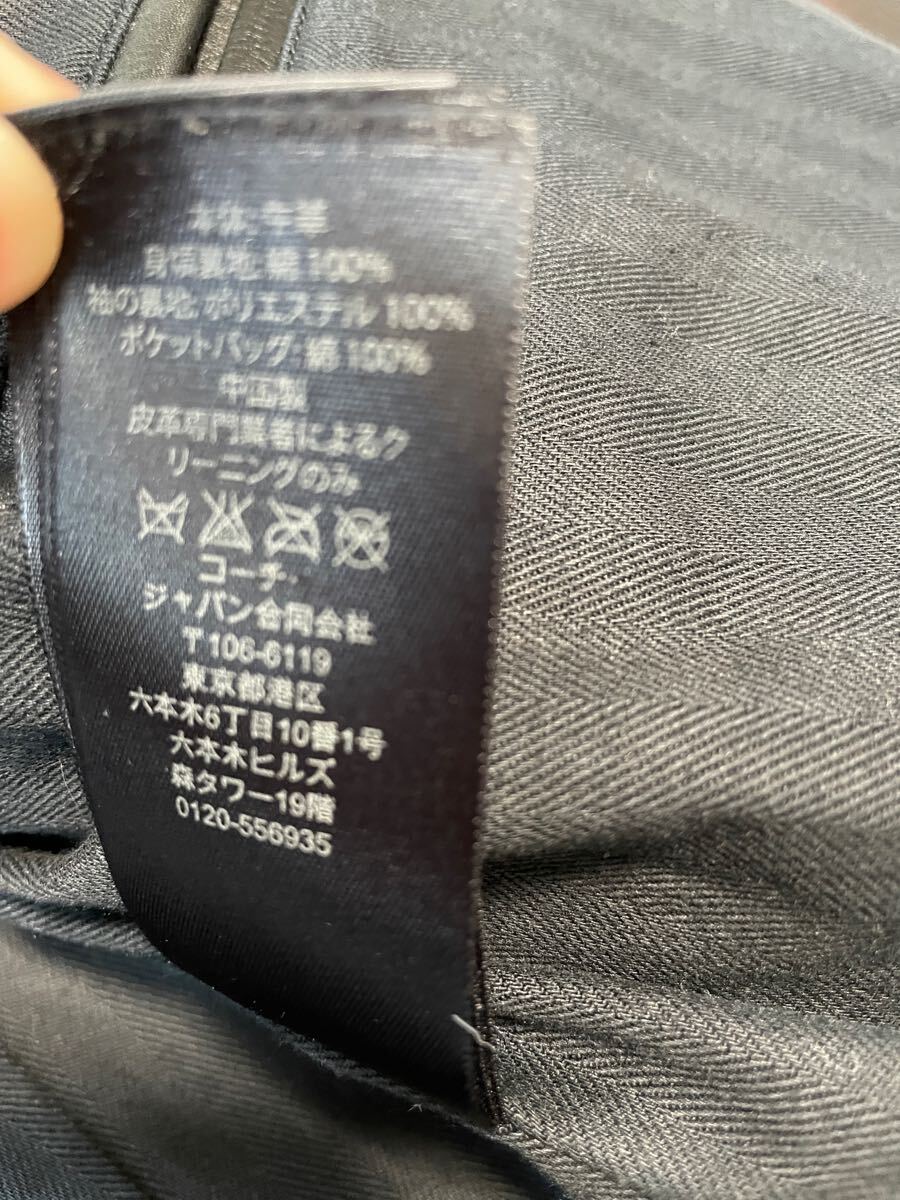 本体:牛革
身頃裏地:綿 100%
袖の裏地:ポリエステル 100%
ポケットバッグ:綿 100%
中国製
皮革専門業者によるク
リーニングのみ
コーチ・
ジャパン合同会社
〒106-6119
東京都港区
六本木6丁目10番1号
六本木ヒルズ
森タワー19階
0120-556935